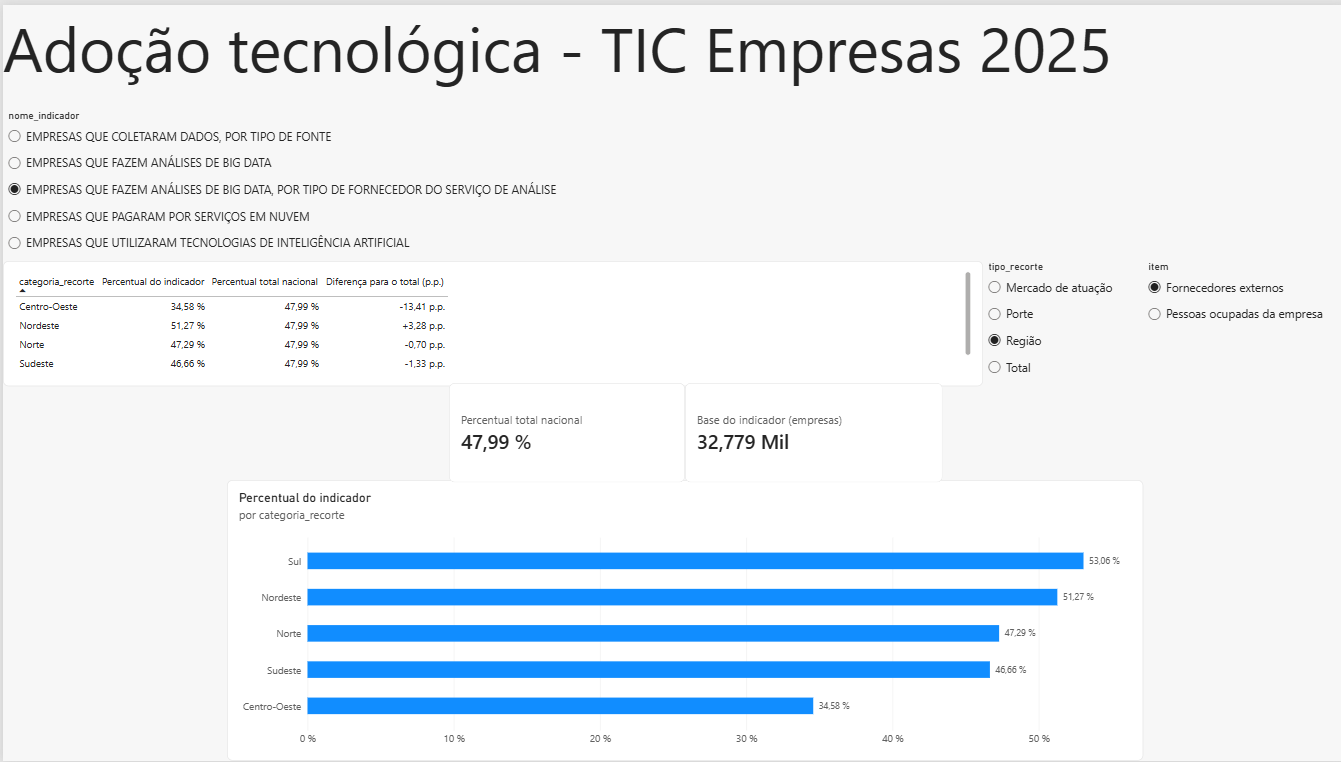 Adoção tecnológica - TIC Empresas 2025
nome_indicador
EMPRESAS QUE COLETARAM DADOS, POR TIPO DE FONTE
EMPRESAS QUE FAZEM ANÁLISES DE BIG DATA
EMPRESAS QUE FAZEM ANÁLISES DE BIG DATA, POR TIPO DE FORNECEDOR DO SERVIÇO DE ANÁLISE
EMPRESAS QUE PAGARAM POR SERVIÇOS EM NUVEM
EMPRESAS QUE UTILIZARAM TECNOLOGIAS DE INTELIGÊNCIA ARTIFICIAL
categoria_recorte Percentual do indicador Percentual total nacional Diferença para o total (p.p.)
Centro-Oeste 34,58 % 47,99 % -13,41 p.p.
Nordeste 51,27 % 47,99 % +3,28 p.p.
Norte 47,29 % 47,99 % -0,70 p.p.
Sudeste 46,66 % 47,99 % -1,33 p.p.
tipo_recorte
Mercado de atuação
Porte
Região
Total
item
Fornecedores externos
Pessoas ocupadas da empresa
Percentual total nacional
47,99 %
Base do indicador (empresas)
32,779 Mil
Percentual do indicador
por categoria_recorte
Sul 53,06 %
Nordeste 51,27 %
Norte 47,29 %
Sudeste 46,66 %
Centro-Oeste 34,58 %
0 % 10 % 20 % 30 % 40 % 50 %